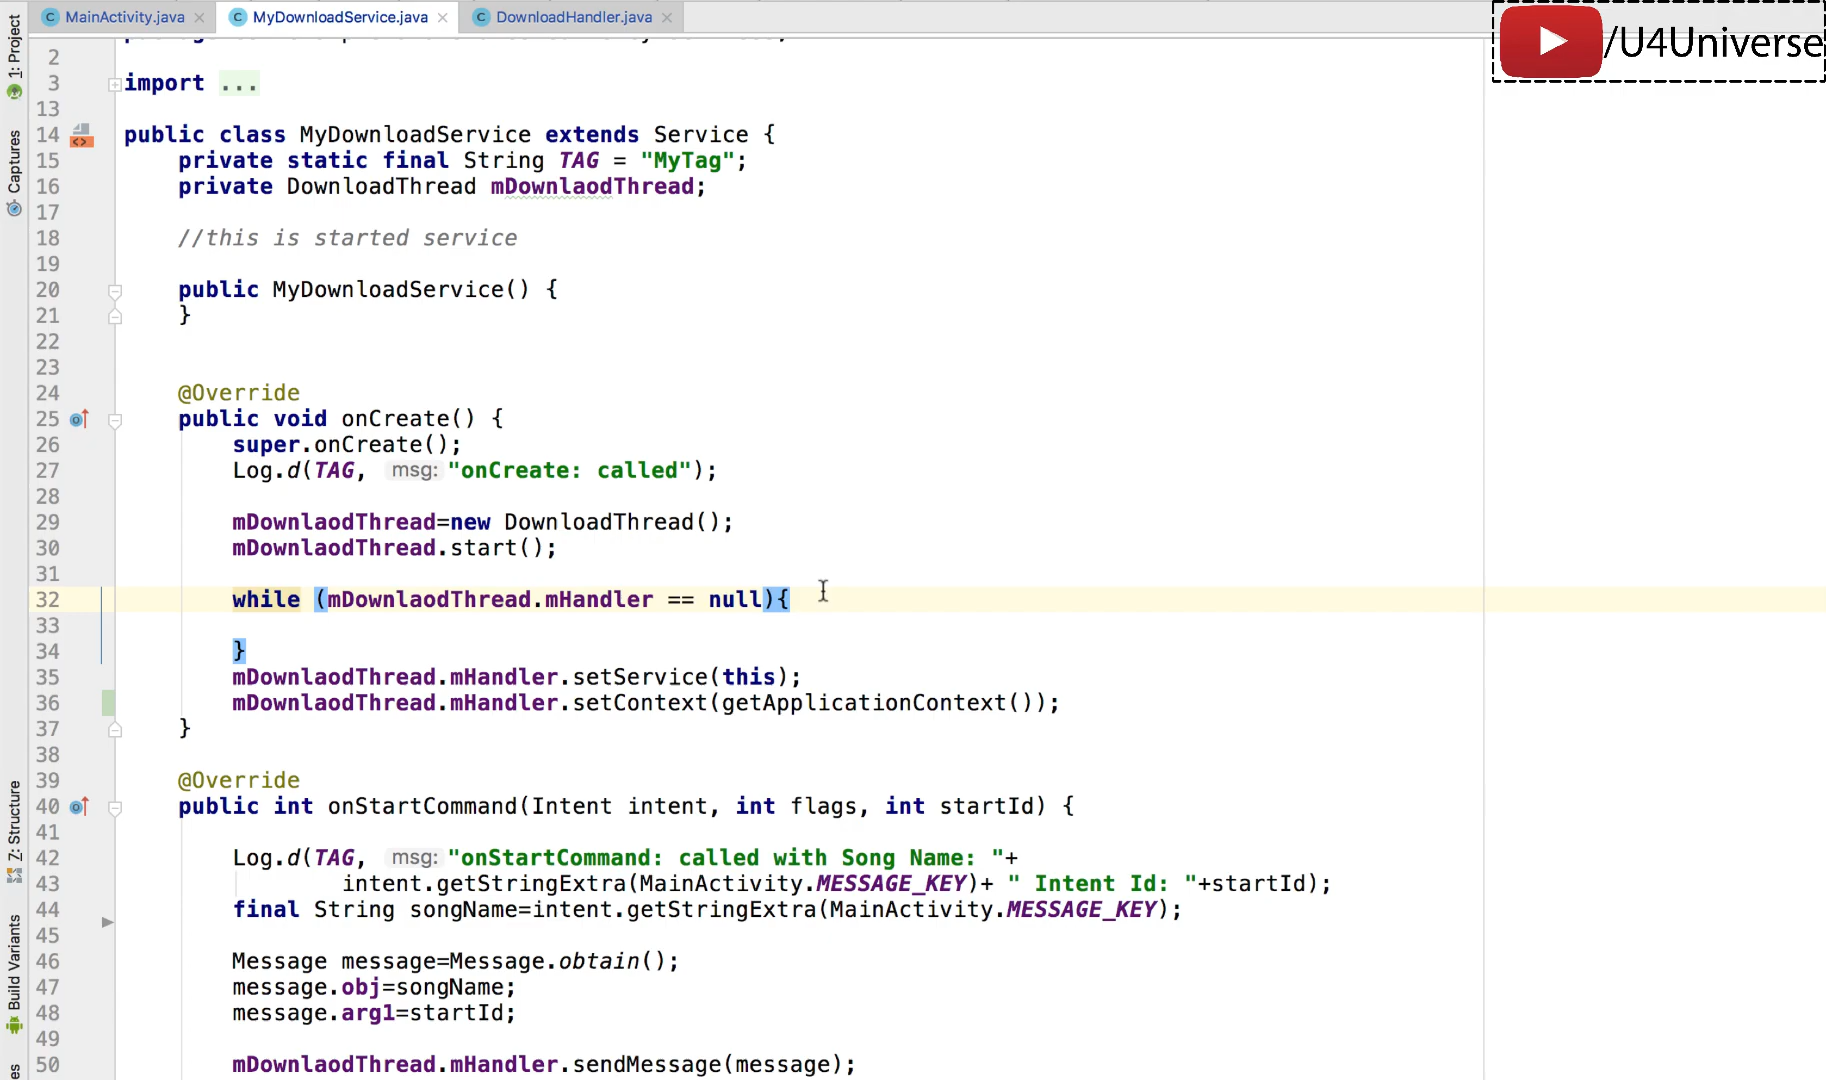 MainActivity.java MyDownloadService.java DownloadHandler.java
/U4Universe
1: Project
Captures
Z: Structure
Build Variants
2
3 import ...
13
14 public class MyDownloadService extends Service {
15 private static final String TAG = "MyTag";
16 private DownloadThread mDownlaodThread;
17
18 //this is started service
19
20 public MyDownloadService() {
21 }
22
23
24 @Override
25 public void onCreate() {
26 super.onCreate();
27 Log.d(TAG, msg: "onCreate: called");
28
29 mDownlaodThread=new DownloadThread();
30 mDownlaodThread.start();
31
32 while (mDownlaodThread.mHandler == null){
33
34 }
35 mDownlaodThread.mHandler.setService(this);
36 mDownlaodThread.mHandler.setContext(getApplicationContext());
37 }
38
39 @Override
40 public int onStartCommand(Intent intent, int flags, int startId) {
41
42 Log.d(TAG, msg: "onStartCommand: called with Song Name: "+
43 intent.getStringExtra(MainActivity.MESSAGE_KEY)+ " Intent Id: "+startId);
44 final String songName=intent.getStringExtra(MainActivity.MESSAGE_KEY);
45
46 Message message=Message.obtain();
47 message.obj=songName;
48 message.arg1=startId;
49
50 mDownlaodThread.mHandler.sendMessage(message);